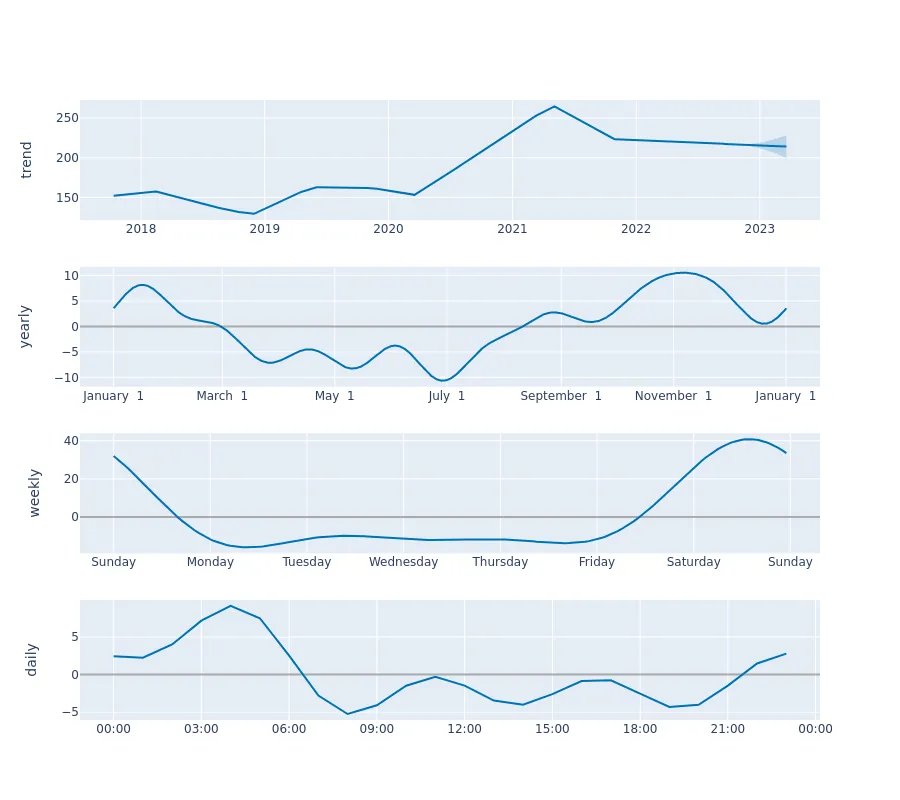 trend
250
200
150
2018 2019 2020 2021 2022 2023
yearly
10
5
0
−5
−10
January 1 March 1 May 1 July 1 September 1 November 1 January 1
weekly
40
20
0
Sunday Monday Tuesday Wednesday Thursday Friday Saturday Sunday
daily
5
0
−5
00:00 03:00 06:00 09:00 12:00 15:00 18:00 21:00 00:00